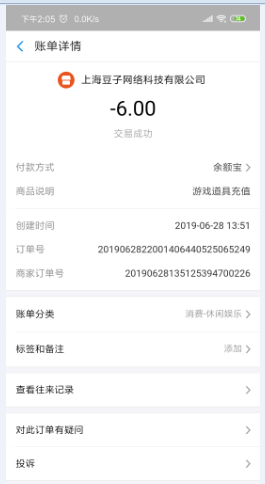 下午2:05 0.0K/s
账单详情
上海豆子网络科技有限公司
-6.00
交易成功
付款方式 余额宝
商品说明 游戏道具充值
创建时间 2019-06-28 13:51
订单号 2019062822001406440525065249
商家订单号 20190628135125394700226
账单分类 消费-休闲娱乐
标签和备注 添加
查看往来记录
对此订单有疑问
投诉